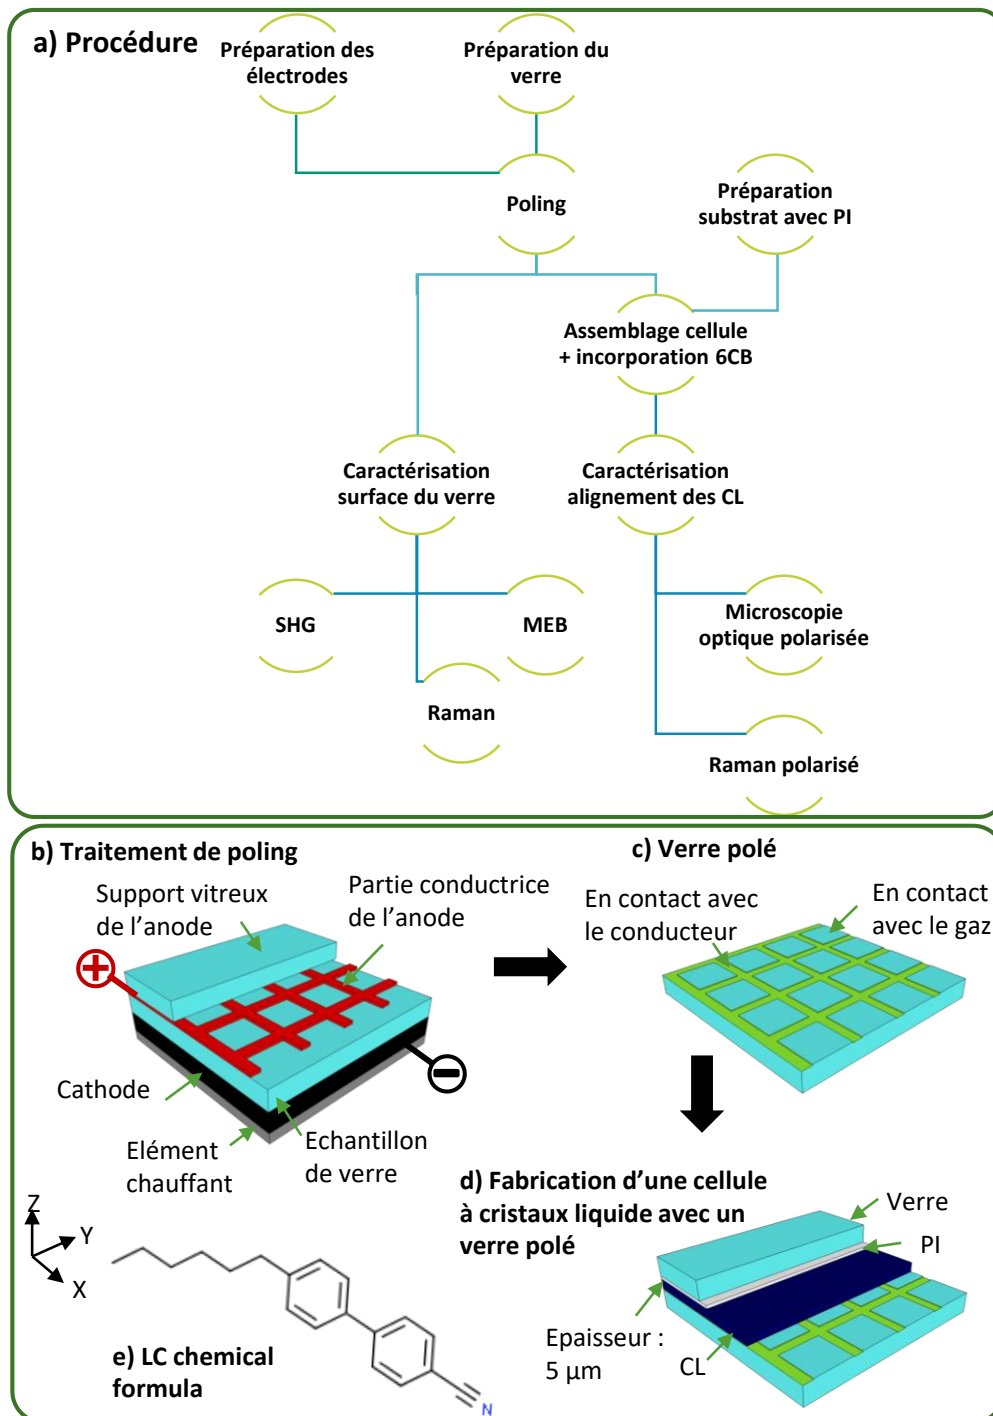 a) Procédure
Préparation des
électrodes
Préparation du
verre
Poling
Préparation
substrat avec PI
Assemblage cellule
+ incorporation 6CB
Caractérisation
surface du verre
Caractérisation
alignement des CL
SHG
MEB
Raman
Microscopie
optique polarisée
Raman polarisé
b) Traitement de poling
Support vitreux
de l'anode
Partie conductrice
de l'anode
+
−
Cathode
Elément
chauffant
Echantillon
de verre
c) Verre polé
En contact avec
le conducteur
En contact
avec le gaz
d) Fabrication d'une cellule
à cristaux liquide avec un
verre polé
Verre
PI
Epaisseur :
5 µm
CL
Z
Y
X
e) LC chemical
formula
N